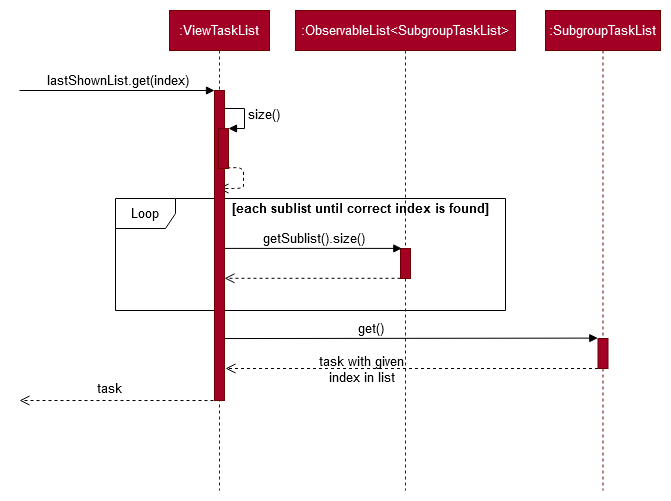 :ViewTaskList
:ObservableList<SubgroupTaskList>
:SubgroupTaskList
lastShownList.get(index)
size()
Loop
[each sublist until correct index is found]
getSublist().size()
get()
task with given
index in list
task